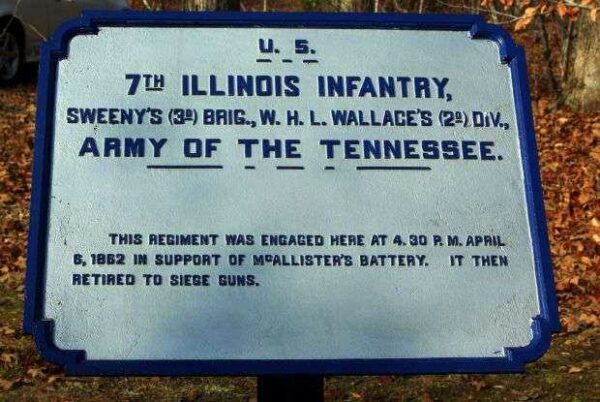 U. S.
7TH ILLINOIS INFANTRY,
SWEENY'S (3D) BRIG., W. H. L. WALLACE'S (2D) DIV.,
ARMY OF THE TENNESSEE.
THIS REGIMENT WAS ENGAGED HERE AT 4.30 P.M. APRIL
6, 1862 IN SUPPORT OF MCALLISTER'S BATTERY. IT THEN
RETIRED TO SIEGE GUNS.